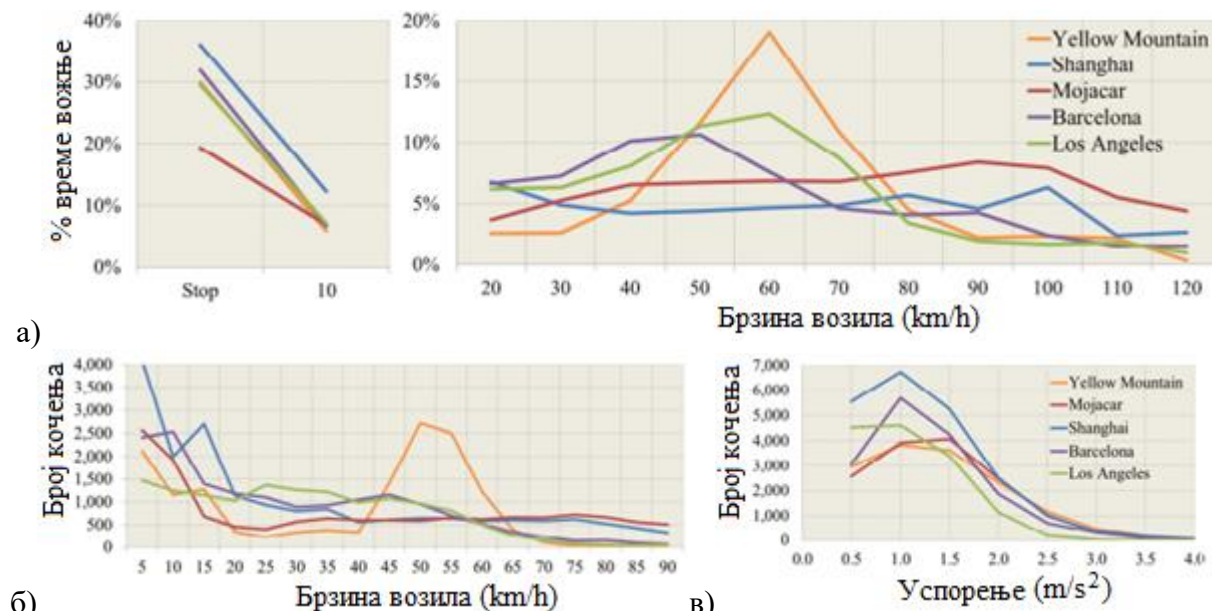 % време вожње
40%
30%
20%
10%
0%
Stop 10
20%
15%
10%
5%
0%
20 30 40 50 60 70 80 90 100 110 120
Yellow Mountain
Shanghai
Mojacar
Barcelona
Los Angeles
Брзина возила (km/h)
а)
Број кочења
4,000
3,500
3,000
2,500
2,000
1,500
1,000
500
0
5 10 15 20 25 30 35 40 45 50 55 60 65 70 75 80 85 90
Брзина возила (km/h)
б)
Број кочења
7,000
6,000
5,000
4,000
3,000
2,000
1,000
0
0.0 0.5 1.0 1.5 2.0 2.5 3.0 3.5 4.0
Yellow Mountain
Mojacar
Shanghai
Barcelona
Los Angeles
Успорење (m/s²)
в)